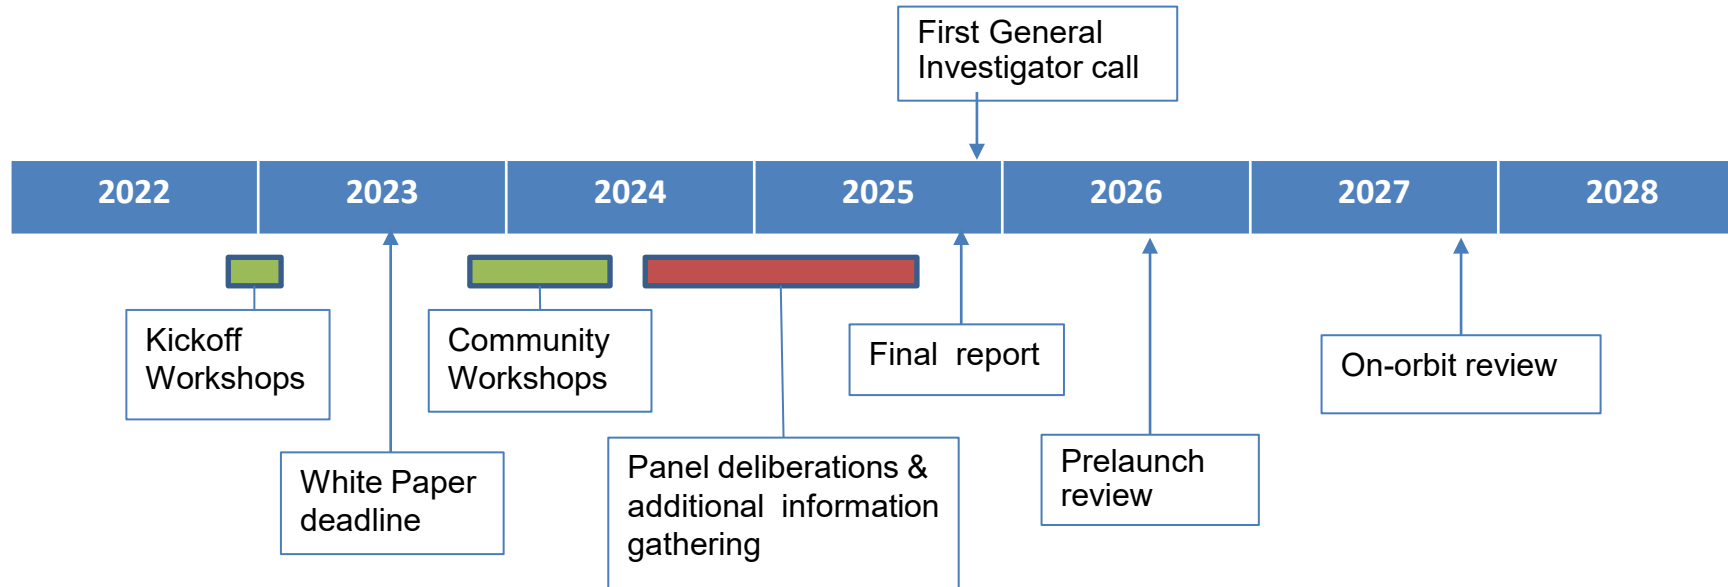 First General
Investigator call
2022
2023
2024
2025
2026
2027
2028
Kickoff
Workshops
Community
Workshops
Final report
On-orbit review
White Paper
deadline
Panel deliberations &
additional information
gathering
Prelaunch
review